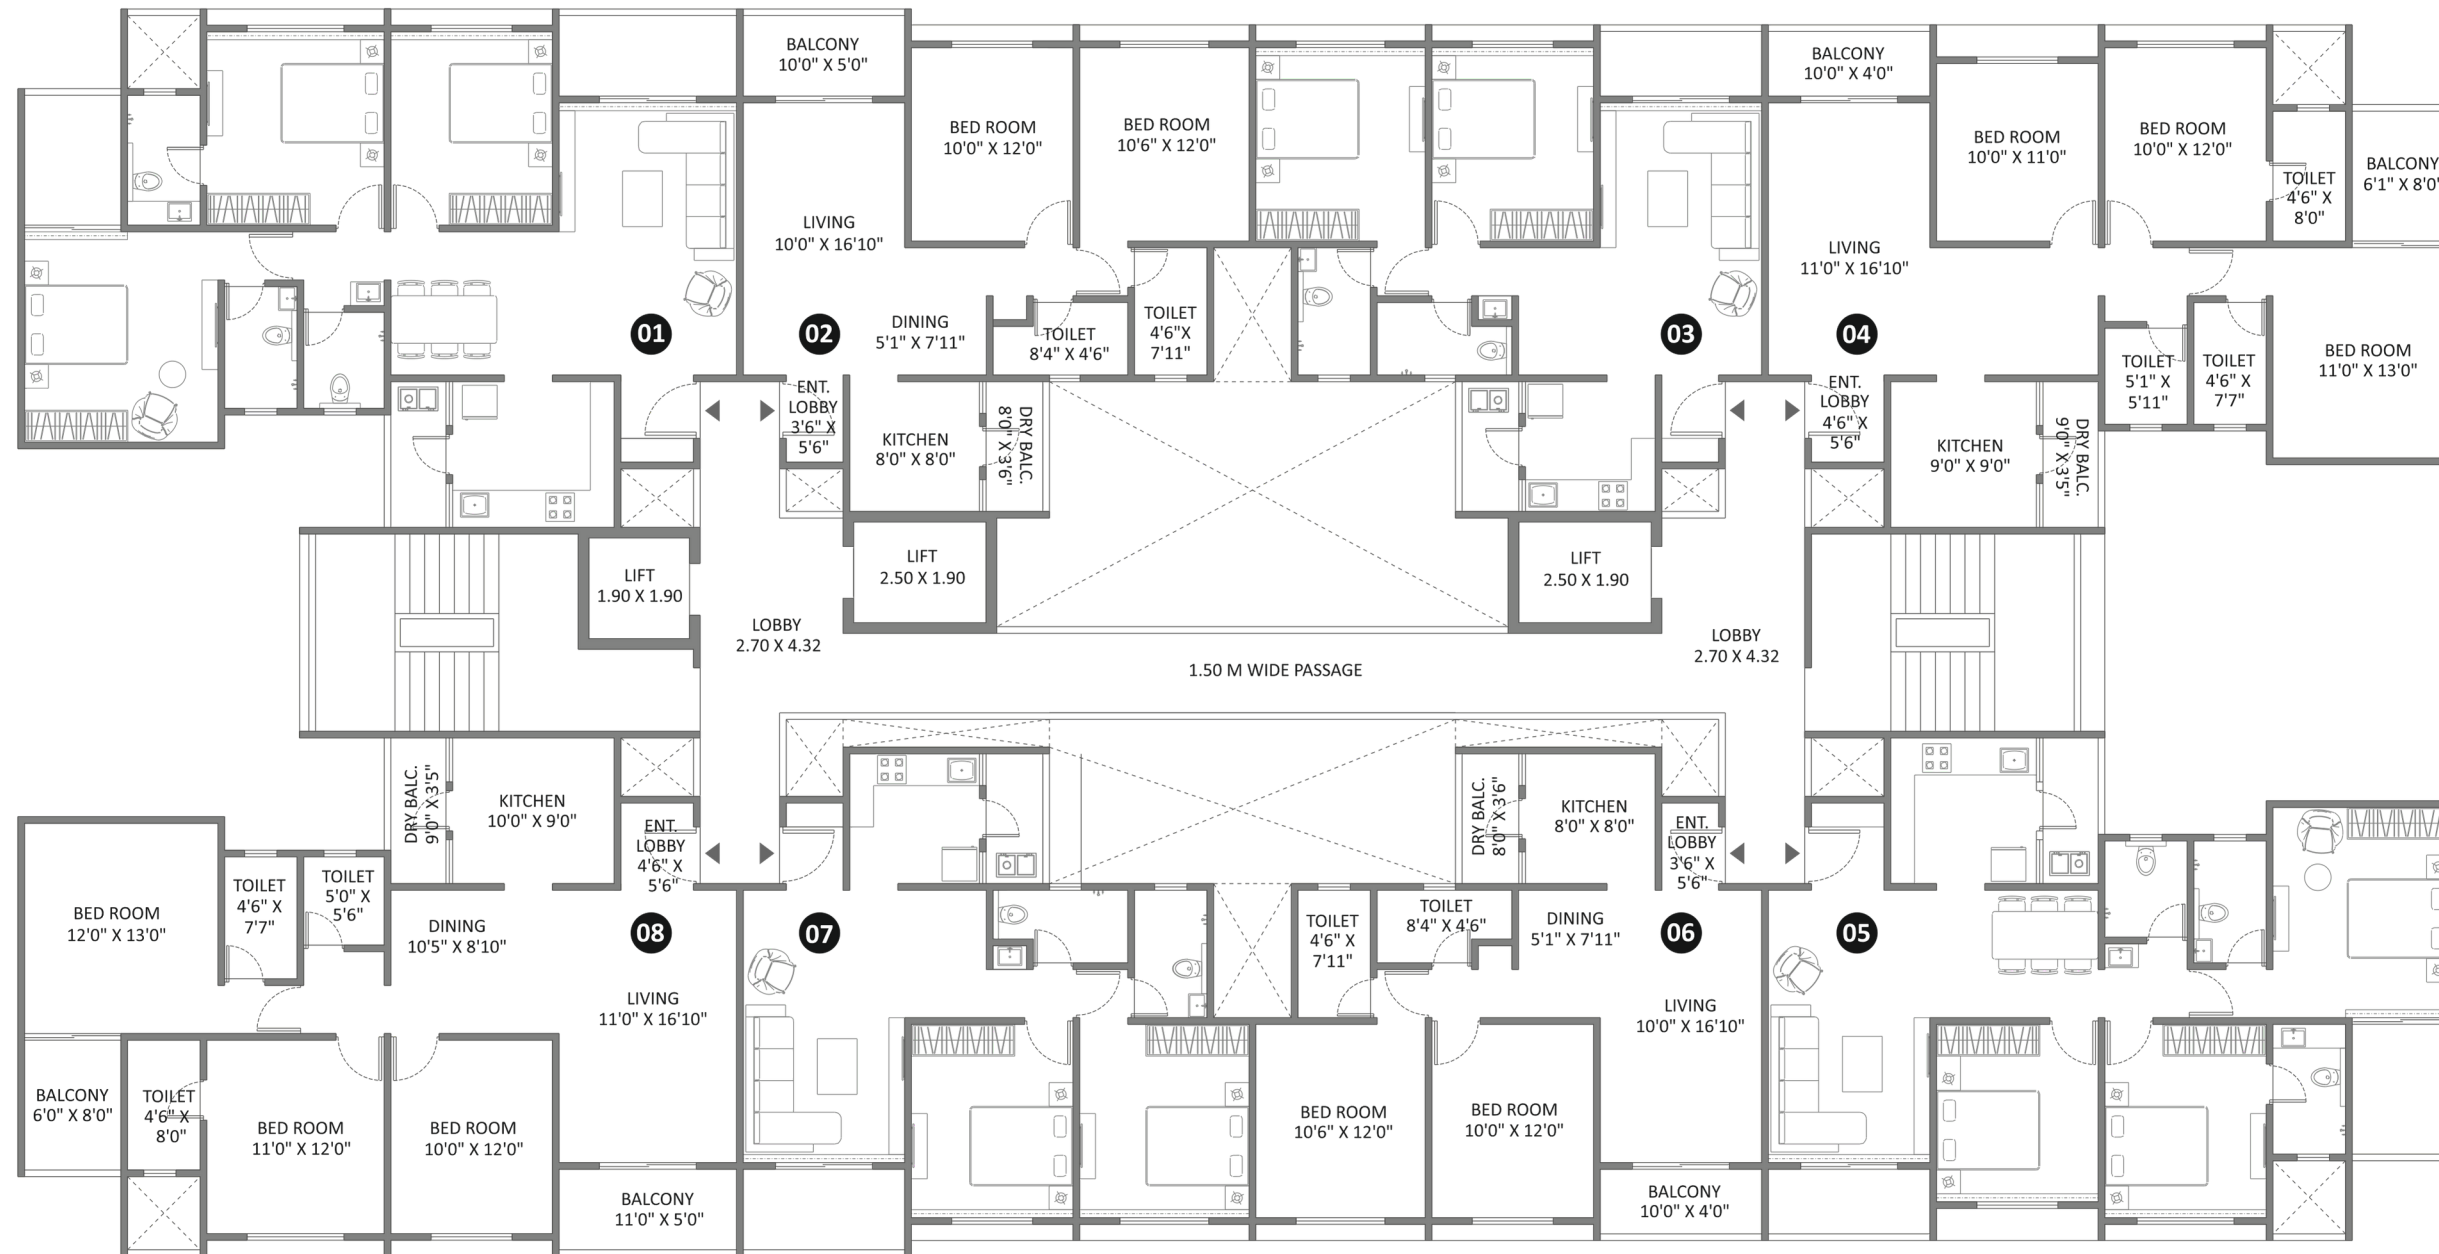 BALCONY
10'0" X 5'0"
BALCONY
10'0" X 4'0"
BED ROOM
10'0" X 12'0"
BED ROOM
10'6" X 12'0"
BED ROOM
10'0" X 11'0"
BED ROOM
10'0" X 12'0"
BALCONY
6'1" X 8'0"
TOILET
4'6" X
8'0"
LIVING
10'0" X 16'10"
LIVING
11'0" X 16'10"
01
02
DINING
5'1" X 7'11"
TOILET
8'4" X 4'6"
TOILET
4'6"X
7'11"
03
04
TOILET
5'1" X
5'11"
TOILET
4'6" X
7'7"
BED ROOM
11'0" X 13'0"
ENT.
LOBBY
3'6" X
5'6"
KITCHEN
8'0" X 8'0"
DRY BALC.
8'0" X 3'6"
ENT.
LOBBY
4'6" X
5'6"
KITCHEN
9'0" X 9'0"
DRY BALC.
9'0" X 3'5"
LIFT
1.90 X 1.90
LIFT
2.50 X 1.90
LIFT
2.50 X 1.90
LOBBY
2.70 X 4.32
LOBBY
2.70 X 4.32
1.50 M WIDE PASSAGE
DRY BALC.
9'0" X 3'5"
KITCHEN
10'0" X 9'0"
ENT.
LOBBY
4'6" X
5'6"
DRY BALC.
8'0" X 3'6"
KITCHEN
8'0" X 8'0"
ENT.
LOBBY
3'6" X
5'6"
BED ROOM
12'0" X 13'0"
TOILET
4'6" X
7'7"
TOILET
5'0" X
5'6"
DINING
10'5" X 8'10"
08
07
TOILET
4'6" X
7'11"
TOILET
8'4" X 4'6"
DINING
5'1" X 7'11"
06
05
LIVING
11'0" X 16'10"
LIVING
10'0" X 16'10"
BALCONY
6'0" X 8'0"
TOILET
4'6" X
8'0"
BED ROOM
11'0" X 12'0"
BED ROOM
10'0" X 12'0"
BED ROOM
10'6" X 12'0"
BED ROOM
10'0" X 12'0"
BALCONY
11'0" X 5'0"
BALCONY
10'0" X 4'0"